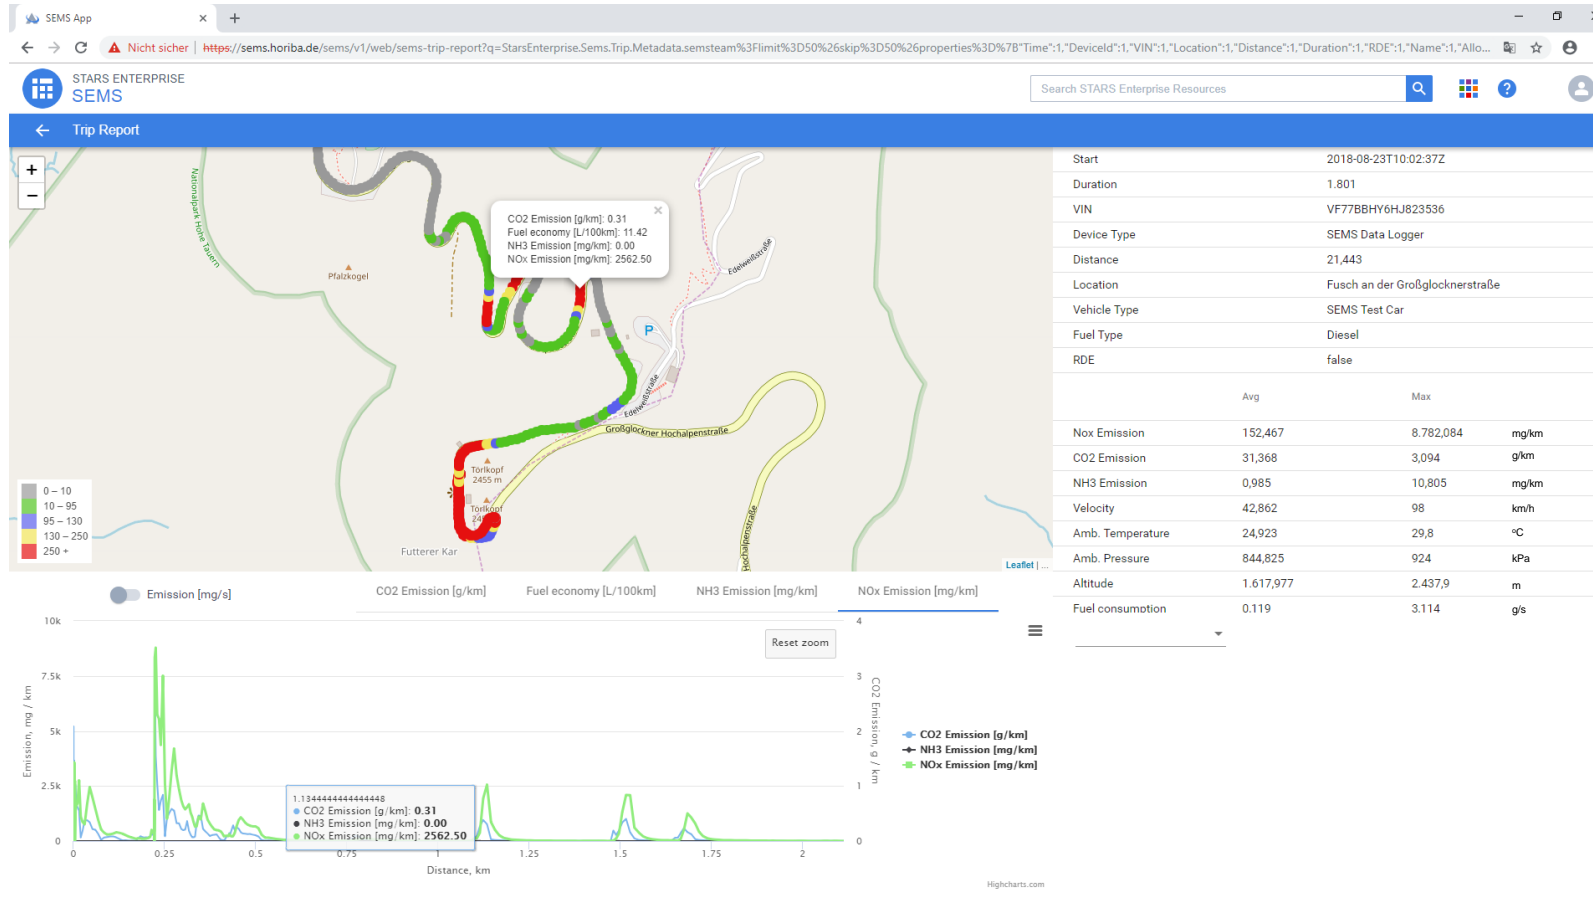 SEMS App
Nicht sicher | https://sems.horiba.de/sems/v1/web/sems-trip-report?q=StarsEnterprise.Sems.Trip.Metadata.semsteam%3Flimit%3D50%26skip%3D50%26properties%3D%7B"Time":1,"DeviceId":1,"VIN":1,"Location":1,"Distance":1,"Duration":1,"RDE":1,"Name":1,"Allo...
STARS ENTERPRISE
SEMS
Search STARS Enterprise Resources
?
Trip Report
+
−
Nationalpark Hohe Tauern
Pfalzkogel
CO2 Emission [g/km]: 0.31
Fuel economy [L/100km]: 11.42
NH3 Emission [mg/km]: 0.00
NOx Emission [mg/km]: 2562.50
Edelweißstraße
P
Edelweißstraße
Edelweißstraße
Großglockner Hochalpenstraße
Törlkopf
2455 m
Törlkopf
Futterer Kar
Hochalpenstraße
0 – 10
10 – 95
95 – 130
130 – 250
250 +
Leaflet | ...
Start 2018-08-23T10:02:37Z
Duration 1.801
VIN VF77BBHY6HJ823536
Device Type SEMS Data Logger
Distance 21,443
Location Fusch an der Großglocknerstraße
Vehicle Type SEMS Test Car
Fuel Type Diesel
RDE false
Avg Max
Nox Emission 152,467 8.782,084 mg/km
CO2 Emission 31,368 3,094 g/km
NH3 Emission 0,985 10,805 mg/km
Velocity 42,862 98 km/h
Amb. Temperature 24,923 29,8 °C
Amb. Pressure 844,825 924 kPa
Altitude 1.617,977 2.437,9 m
Fuel consumption 0.119 3.114 g/s
Emission [mg/s]
CO2 Emission [g/km] Fuel economy [L/100km] NH3 Emission [mg/km] NOx Emission [mg/km]
Reset zoom
10k
7.5k
5k
2.5k
0
Emission, mg / km
4
3
2
1
0
CO2 Emission, g / km
1.1344444444444448
CO2 Emission [g/km]: 0.31
NH3 Emission [mg/km]: 0.00
NOx Emission [mg/km]: 2562.50
CO2 Emission [g/km]
NH3 Emission [mg/km]
NOx Emission [mg/km]
0 0.25 0.5 0.75 1 1.25 1.5 1.75 2
Distance, km
Highcharts.com